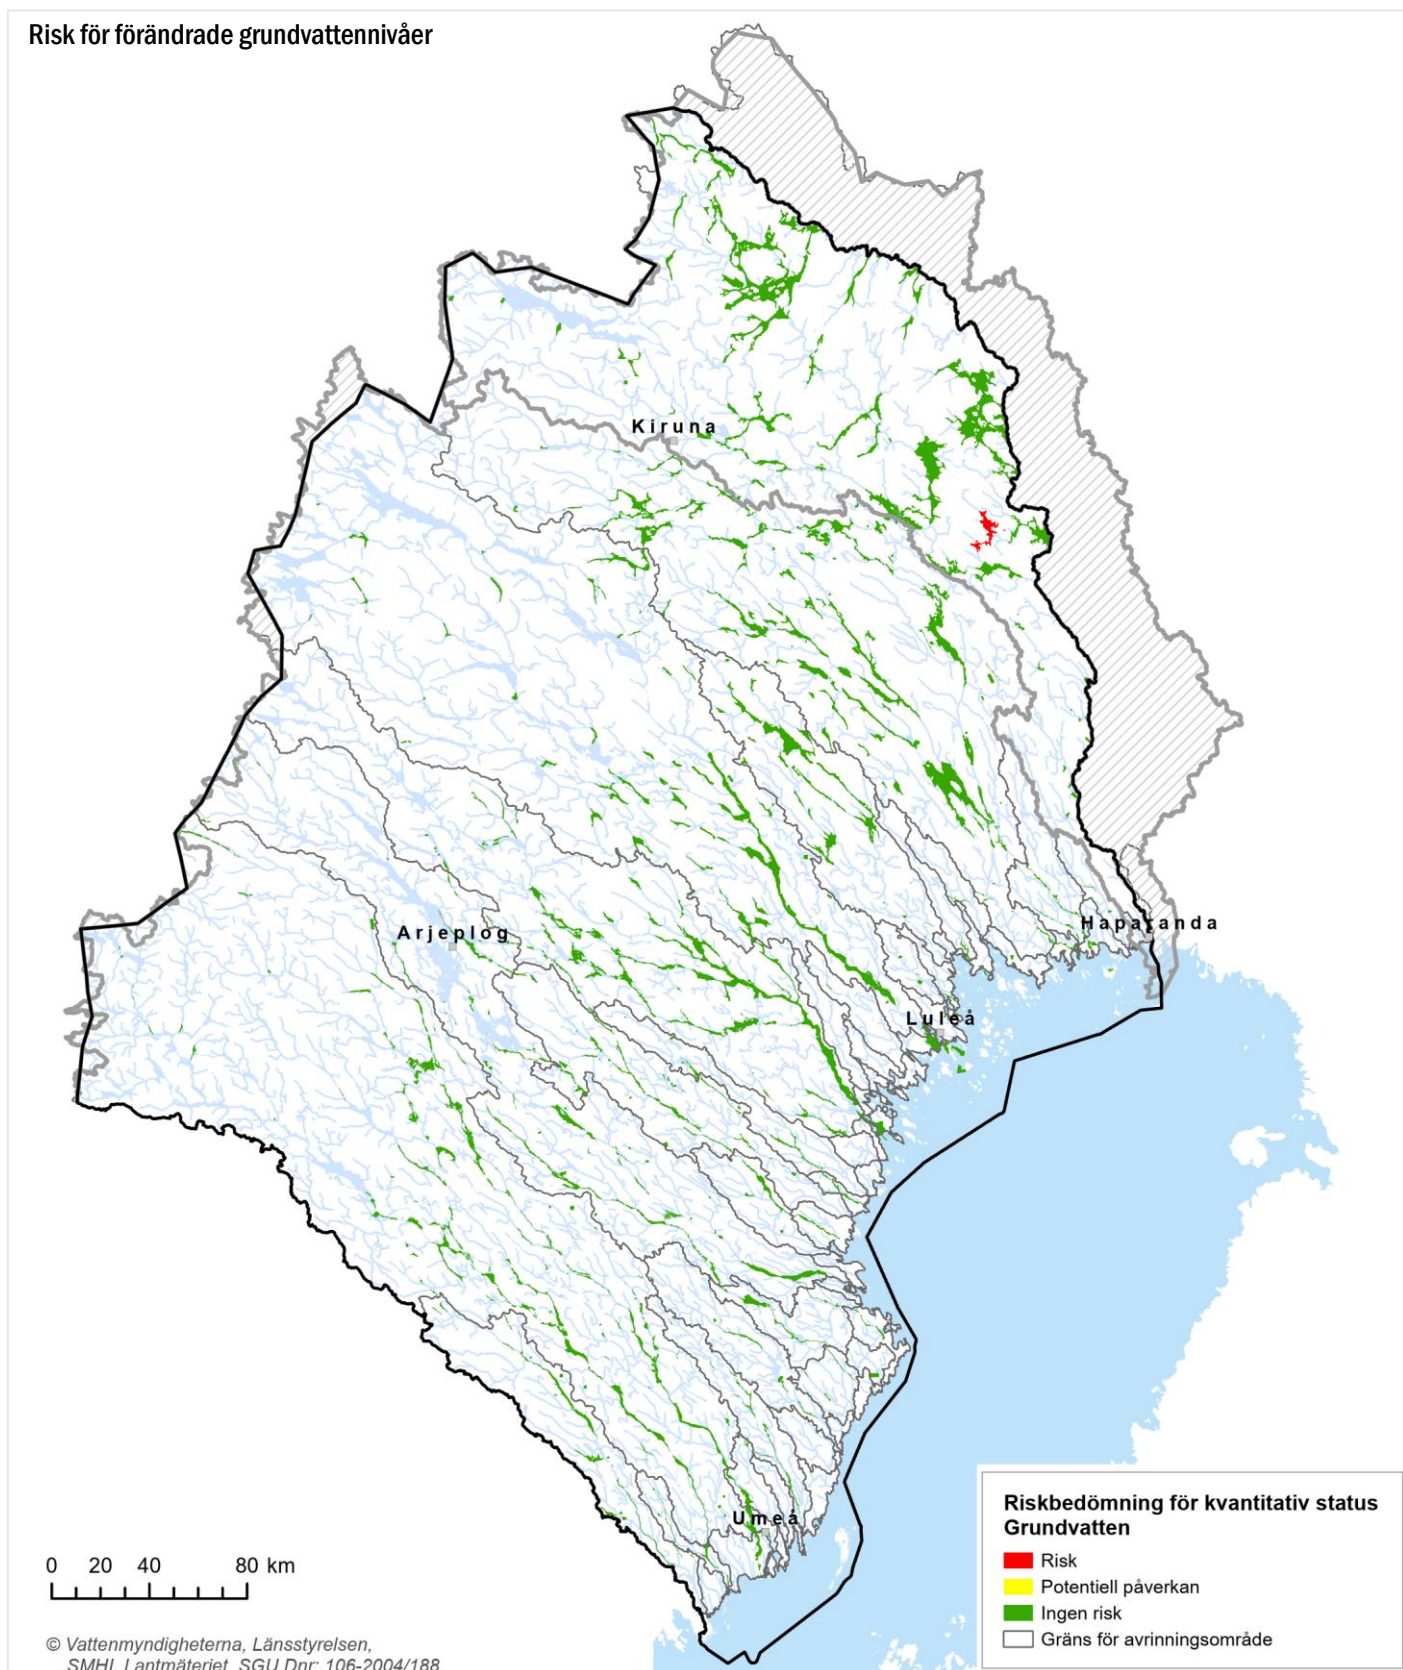 Risk för förändrade grundvattennivåer
Kiruna
Haparanda
Arjeplog
Luleå
Umeå
Riskbedömning för kvantitativ status
Grundvatten
Risk
Potentiell påverkan
Ingen risk
Gräns för avrinningsområde
0 20 40 80 km
© Vattenmyndigheterna, Länsstyrelsen,
SMHI, Lantmäteriet, SGU Dnr: 106-2004/188